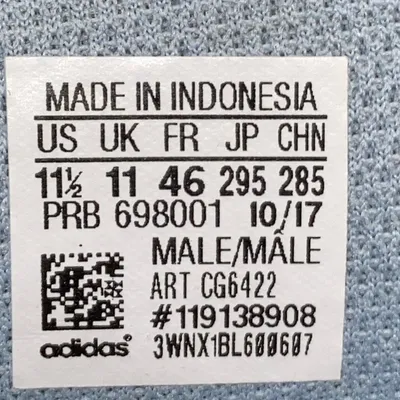 MADE IN INDONESIA
US UK FR JP CHN
11½ 11 46 295 285
PRB 698001 10/17
MALE/MÂLE
ART CG6422
#119138908
adidas® 3WNX1BL600607